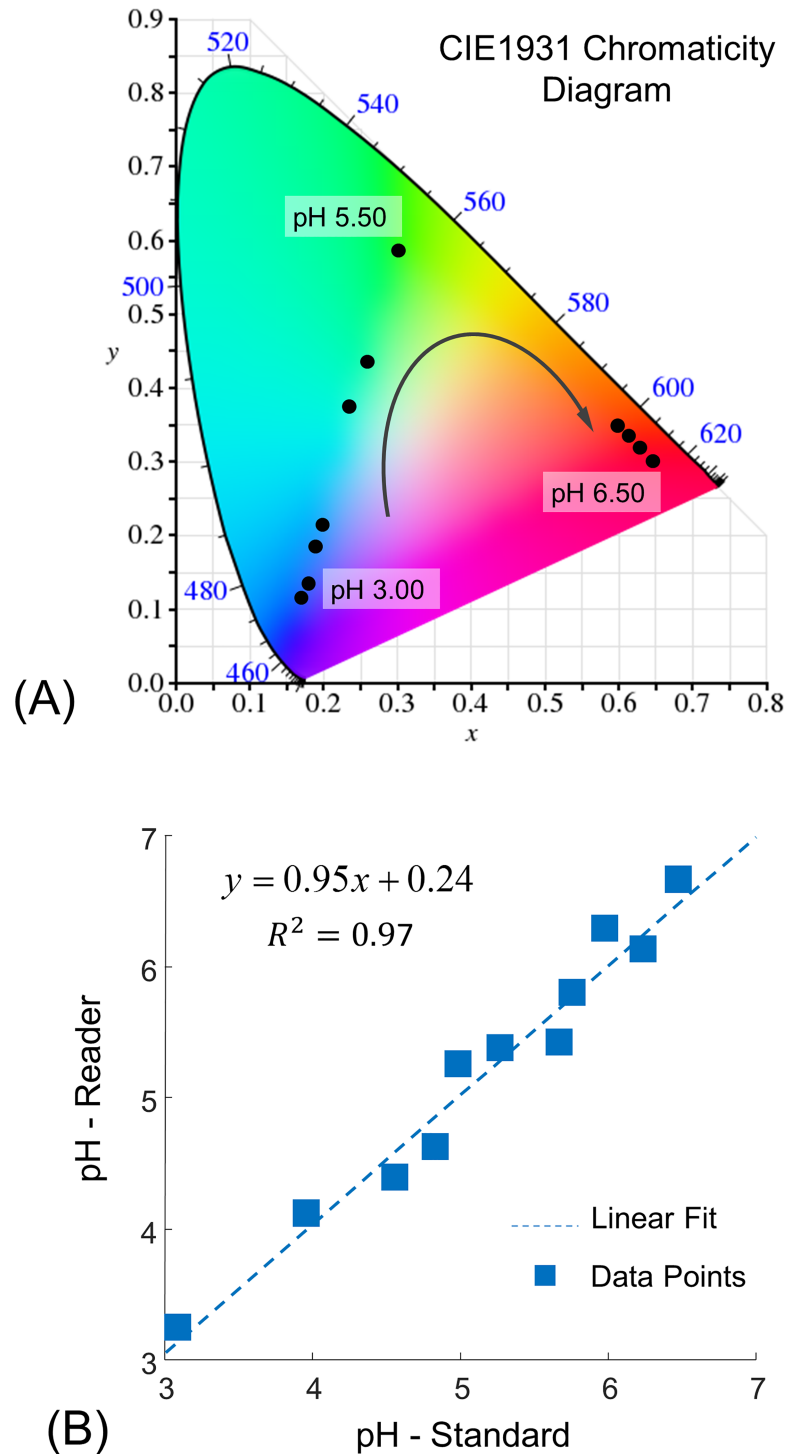 CIE1931 Chromaticity
Diagram
0.9
0.8
0.7
0.6
0.5
y
0.4
0.3
0.2
0.1
0.0
520
540
560
500
580
600
620
480
460
pH 5.50
pH 6.50
pH 3.00
0.0 0.1 0.2 0.3 0.4 0.5 0.6 0.7 0.8
x
(A)
7
6
5
4
3
pH - Reader
y = 0.95x + 0.24
R² = 0.97
Linear Fit
Data Points
3 4 5 6 7
pH - Standard
(B)